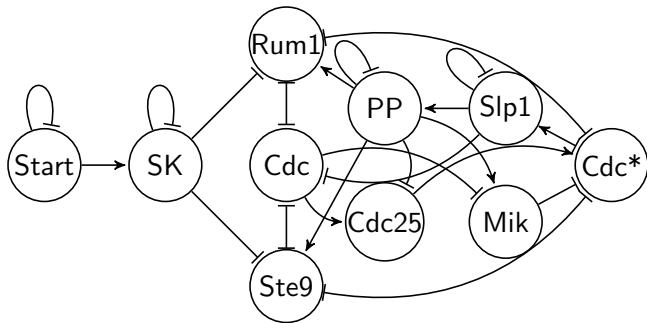 Rum1
PP
Slp1
Start
SK
Cdc
Cdc*
Cdc25
Mik
Ste9